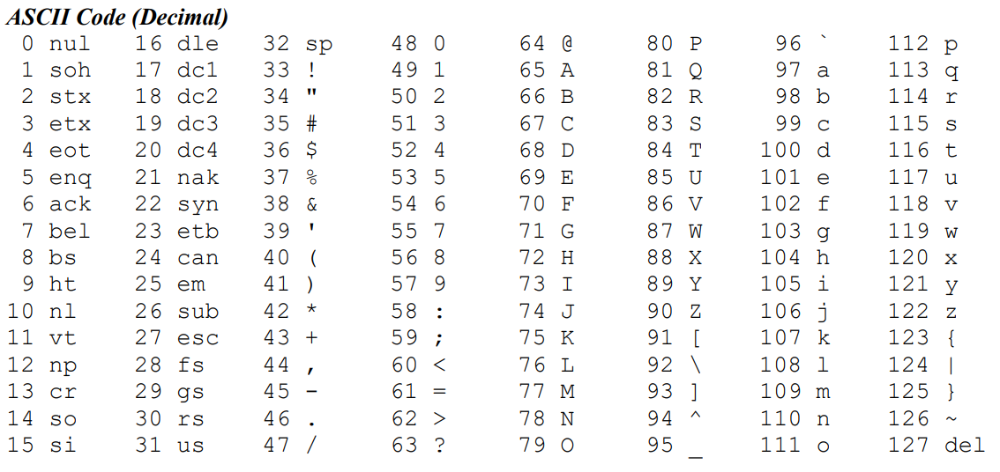 ASCII Code (Decimal)
0 nul 16 dle 32 sp 48 0 64 @ 80 P 96 ` 112 p
1 soh 17 dc1 33 ! 49 1 65 A 81 Q 97 a 113 q
2 stx 18 dc2 34 " 50 2 66 B 82 R 98 b 114 r
3 etx 19 dc3 35 # 51 3 67 C 83 S 99 c 115 s
4 eot 20 dc4 36 $ 52 4 68 D 84 T 100 d 116 t
5 enq 21 nak 37 % 53 5 69 E 85 U 101 e 117 u
6 ack 22 syn 38 & 54 6 70 F 86 V 102 f 118 v
7 bel 23 etb 39 ' 55 7 71 G 87 W 103 g 119 w
8 bs 24 can 40 ( 56 8 72 H 88 X 104 h 120 x
9 ht 25 em 41 ) 57 9 73 I 89 Y 105 i 121 y
10 nl 26 sub 42 * 58 : 74 J 90 Z 106 j 122 z
11 vt 27 esc 43 + 59 ; 75 K 91 [ 107 k 123 {
12 np 28 fs 44 , 60 < 76 L 92 \ 108 l 124 |
13 cr 29 gs 45 - 61 = 77 M 93 ] 109 m 125 }
14 so 30 rs 46 . 62 > 78 N 94 ^ 110 n 126 ~
15 si 31 us 47 / 63 ? 79 O 95 _ 111 o 127 del